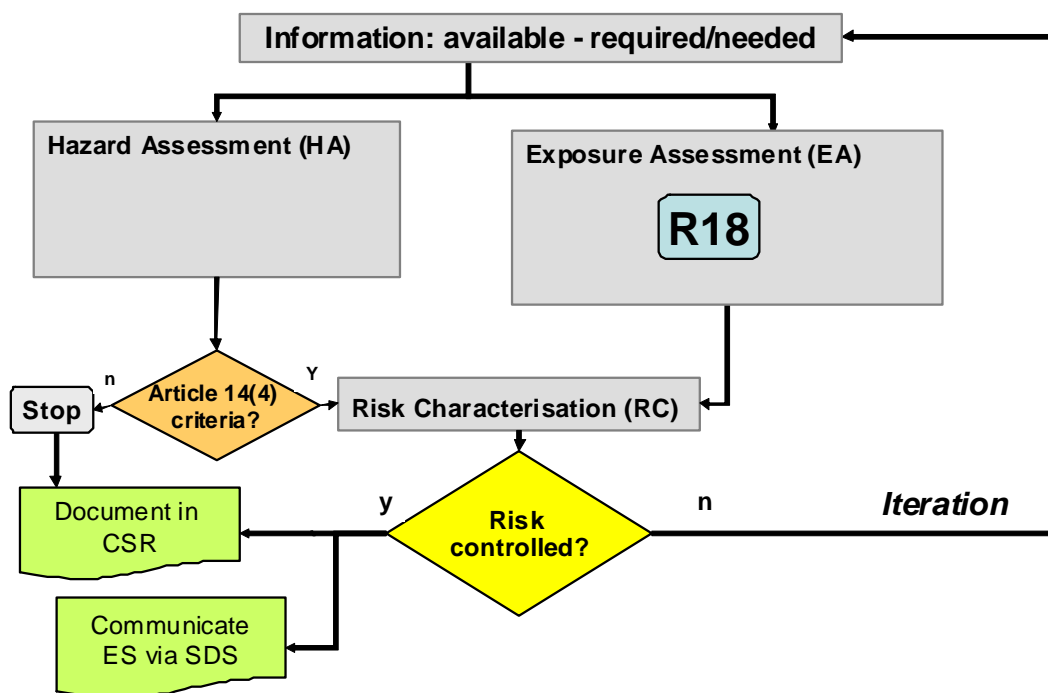 Information: available - required/needed
Hazard Assessment (HA)
Exposure Assessment (EA)
R18
n
Article 14(4)
criteria?
Y
Stop
Risk Characterisation (RC)
Document in
CSR
y
Risk
controlled?
n
Iteration
Communicate
ES via SDS